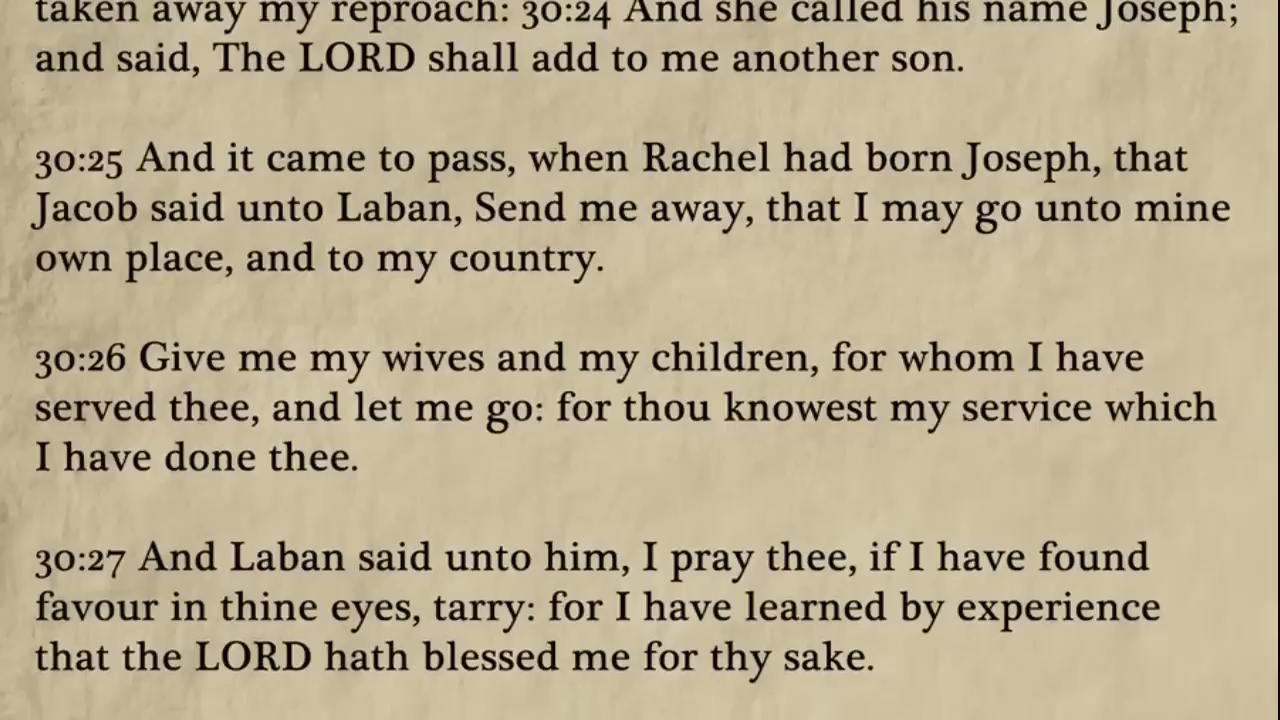 taken away my reproach: 30:24 And she called his name Joseph;
and said, The LORD shall add to me another son.
30:25 And it came to pass, when Rachel had born Joseph, that
Jacob said unto Laban, Send me away, that I may go unto mine
own place, and to my country.
30:26 Give me my wives and my children, for whom I have
served thee, and let me go: for thou knowest my service which
I have done thee.
30:27 And Laban said unto him, I pray thee, if I have found
favour in thine eyes, tarry: for I have learned by experience
that the LORD hath blessed me for thy sake.